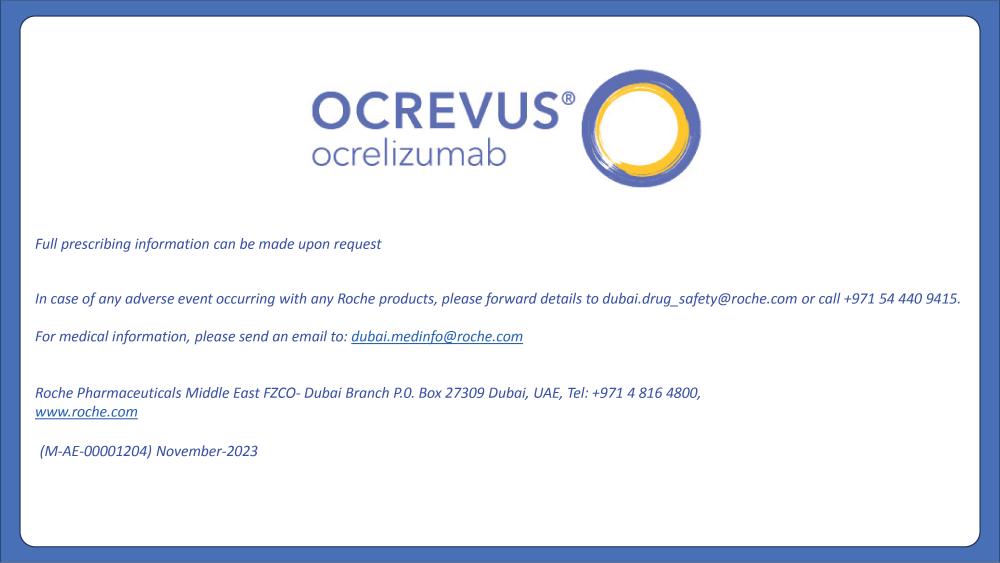 OCREVUS®
ocrelizumab
Full prescribing information can be made upon request
In case of any adverse event occurring with any Roche products, please forward details to dubai.drug_safety@roche.com or call +971 54 440 9415.
For medical information, please send an email to: dubai.medinfo@roche.com
Roche Pharmaceuticals Middle East FZCO- Dubai Branch P.0. Box 27309 Dubai, UAE, Tel: +971 4 816 4800,
www.roche.com
(M-AE-00001204) November-2023